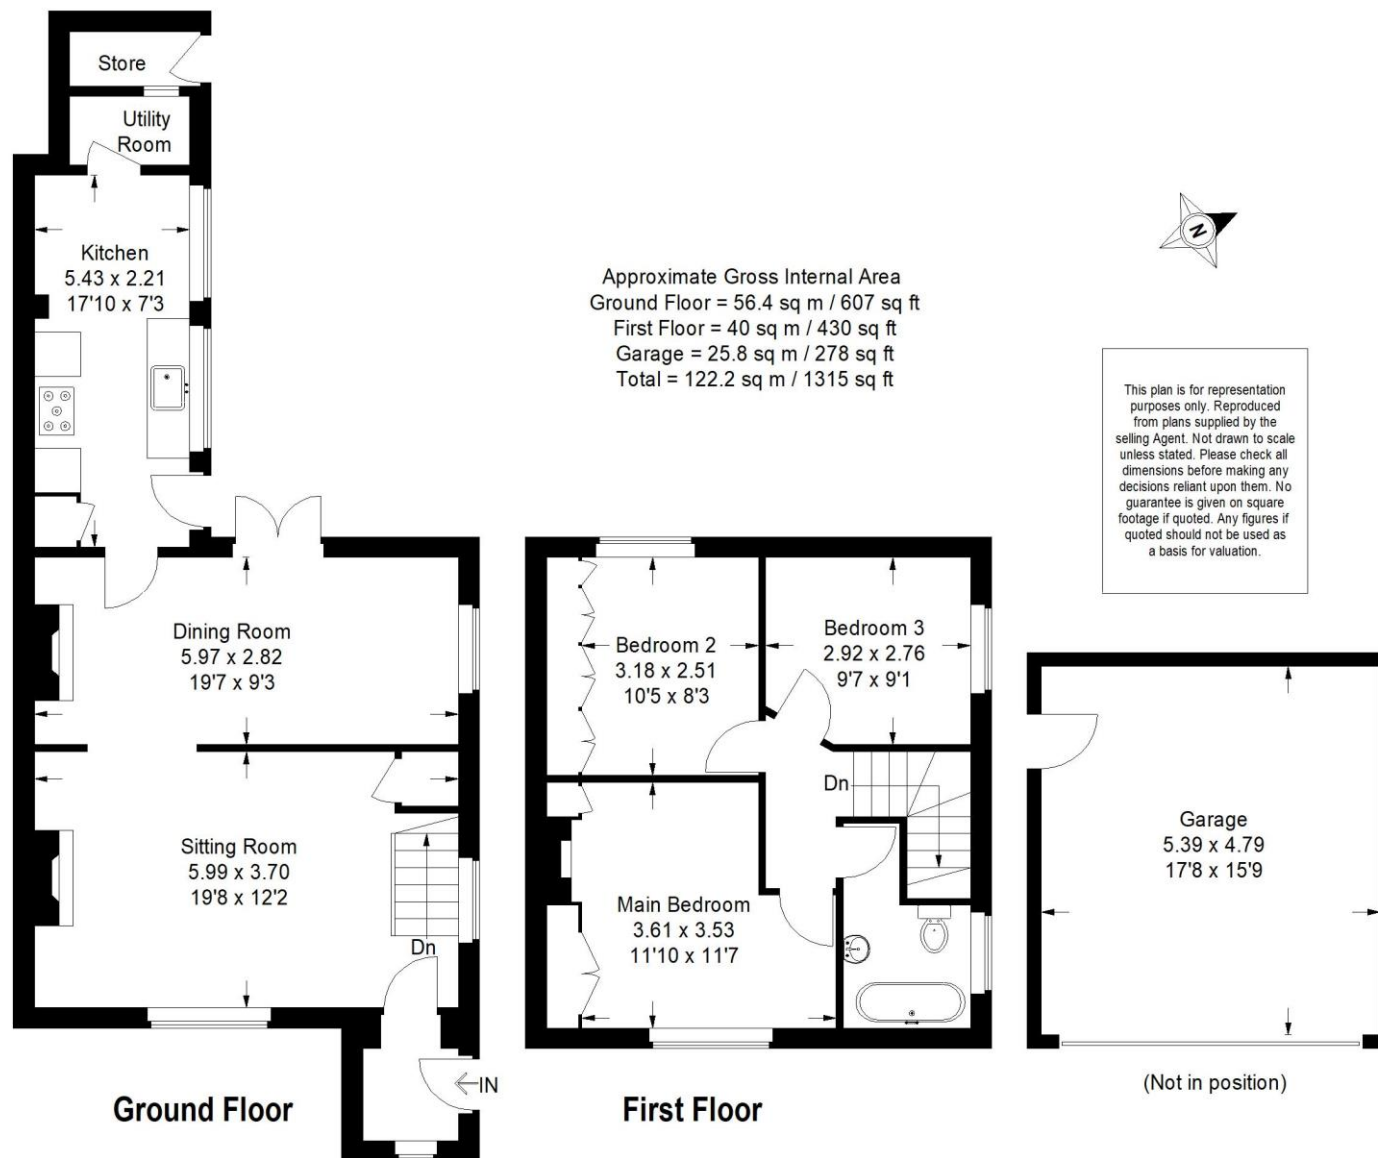 Store
Utility
Room
Kitchen
5.43 x 2.21
17'10 x 7'3
Approximate Gross Internal Area
Ground Floor = 56.4 sq m / 607 sq ft
First Floor = 40 sq m / 430 sq ft
Garage = 25.8 sq m / 278 sq ft
Total = 122.2 sq m / 1315 sq ft
N
This plan is for representation
purposes only. Reproduced
from plans supplied by the
selling Agent. Not drawn to scale
unless stated. Please check all
dimensions before making any
decisions reliant upon them. No
guarantee is given on square
footage if quoted. Any figures if
quoted should not be used as
a basis for valuation.
Dining Room
5.97 x 2.82
19'7 x 9'3
Sitting Room
5.99 x 3.70
19'8 x 12'2
Dn
IN
Ground Floor
Bedroom 2
3.18 x 2.51
10'5 x 8'3
Bedroom 3
2.92 x 2.76
9'7 x 9'1
Dn
Main Bedroom
3.61 x 3.53
11'10 x 11'7
First Floor
Garage
5.39 x 4.79
17'8 x 15'9
(Not in position)